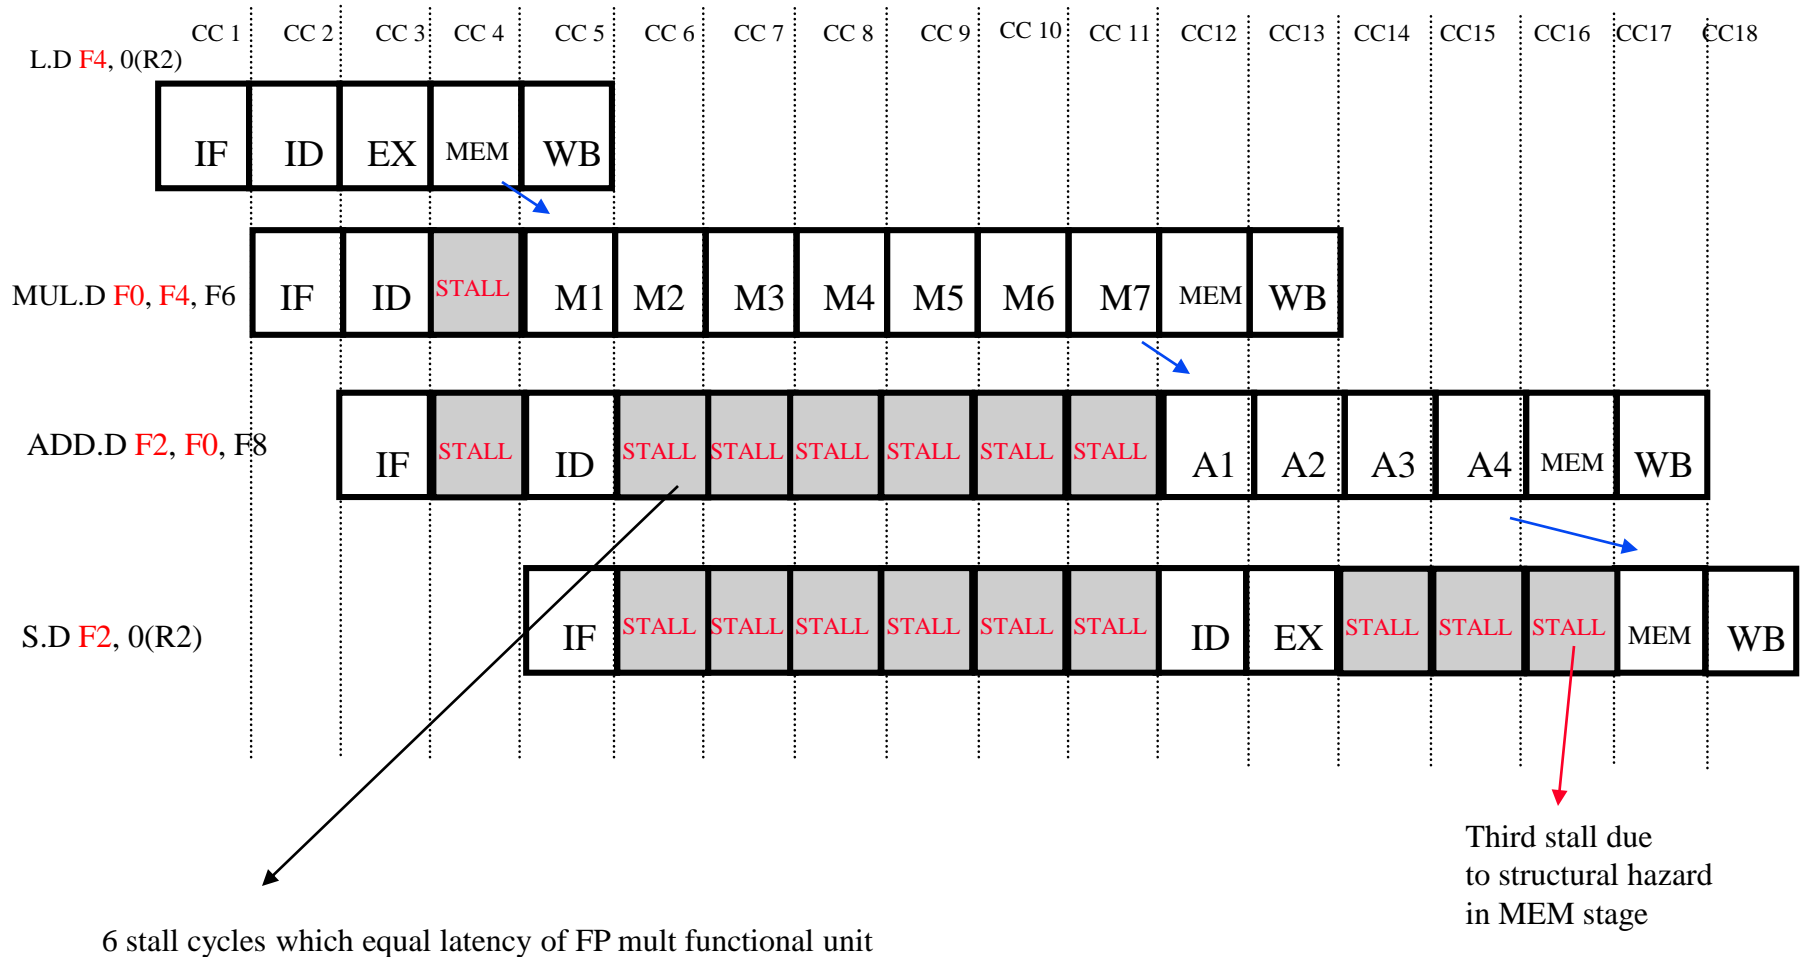 CC 1 CC 2 CC 3 CC 4 CC 5 CC 6 CC 7 CC 8 CC 9 CC 10 CC 11 CC12 CC13 CC14 CC15 CC16 CC17 CC18
L.D F4, 0(R2)
IF ID EX MEM WB
MUL.D F0, F4, F6 IF ID STALL M1 M2 M3 M4 M5 M6 M7 MEM WB
ADD.D F2, F0, F8 IF STALL ID STALL STALL STALL STALL STALL STALL A1 A2 A3 A4 MEM WB
S.D F2, 0(R2) IF STALL STALL STALL STALL STALL STALL ID EX STALL STALL STALL MEM WB
Third stall due
to structural hazard
in MEM stage
6 stall cycles which equal latency of FP mult functional unit